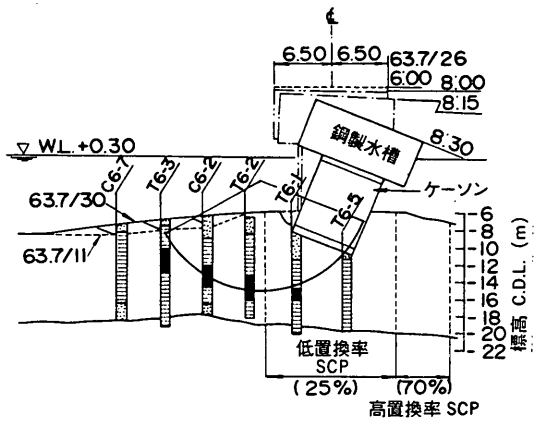 ℄
6.50 6.50 63.7/26
6:00
8:00
8:15
8:30
鋼製水槽
▽ W.L. +0.30
C6-7
T6-3
C6-2
T6-2
T6-1
T6-5
ケーソン
63.7/30
63.7/11
6
8
10
12
14
16
18
20
22
標高 C.D.L. (m)
低置換率
SCP
(25%)
(70%)
高置換率 SCP